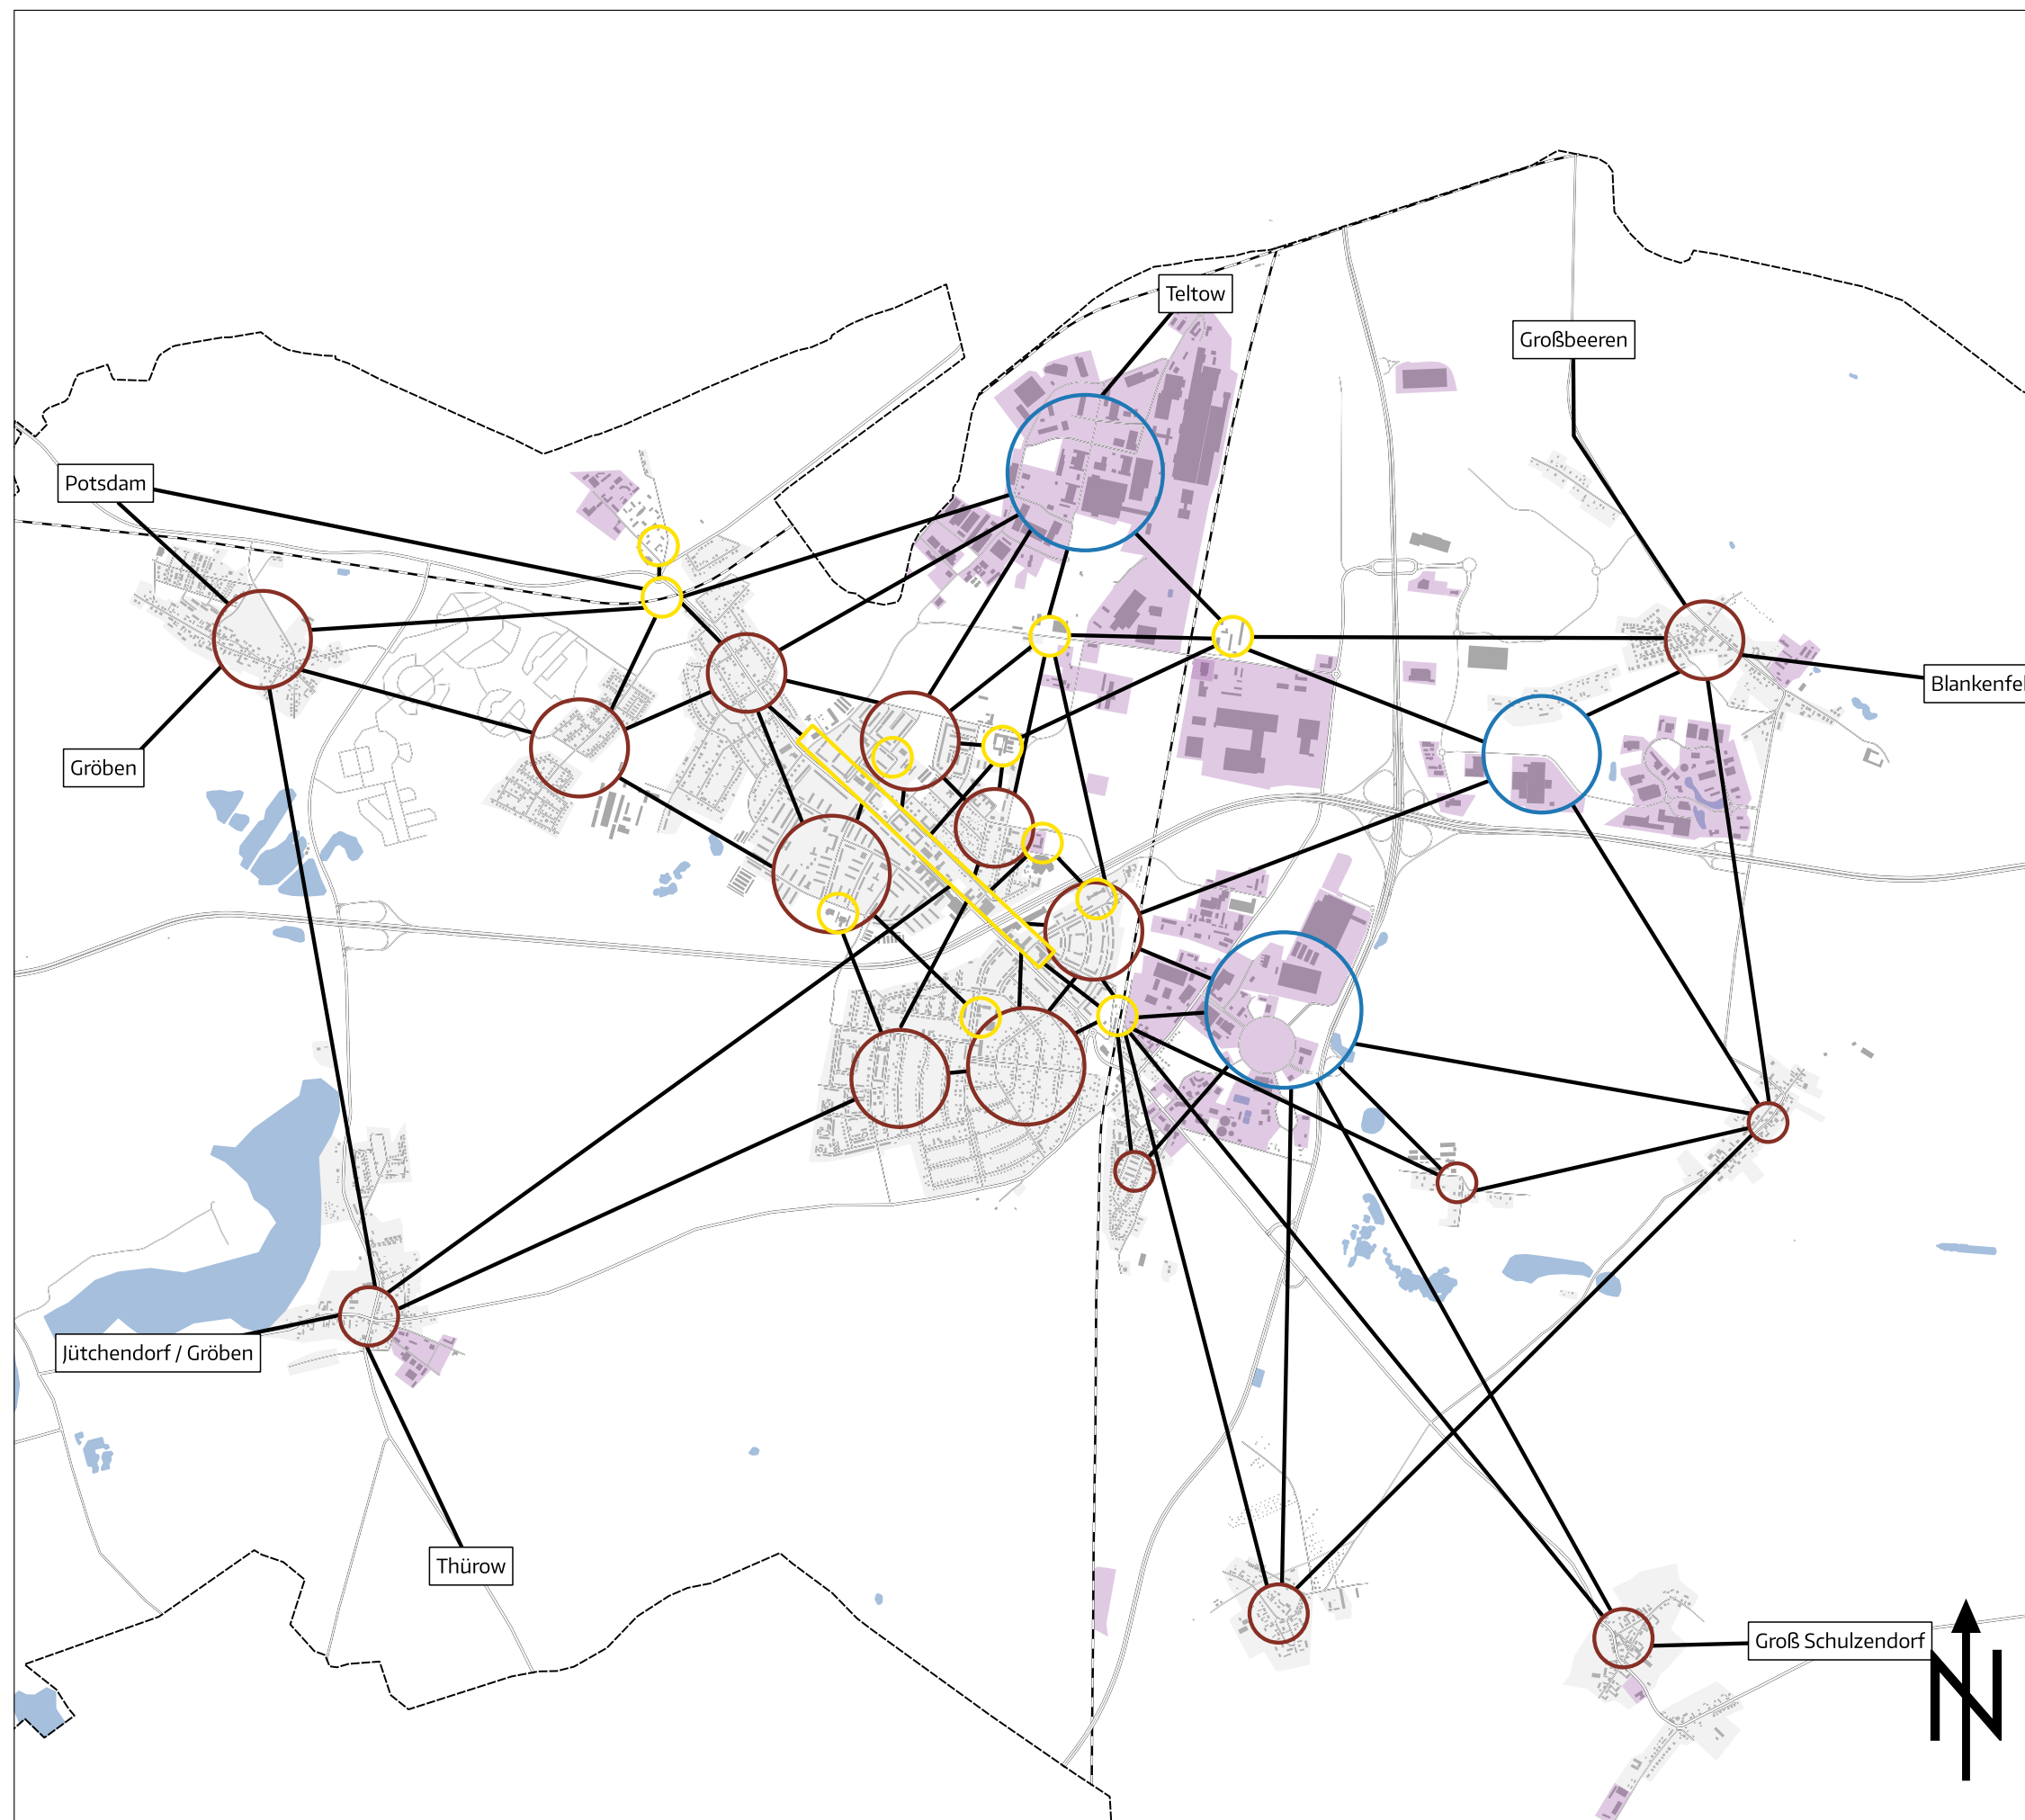 Teltow
Großbeeren
Potsdam
Blankenfel
Gröben
Jütchendorf / Gröben
Thürow
Groß Schulzendorf
N